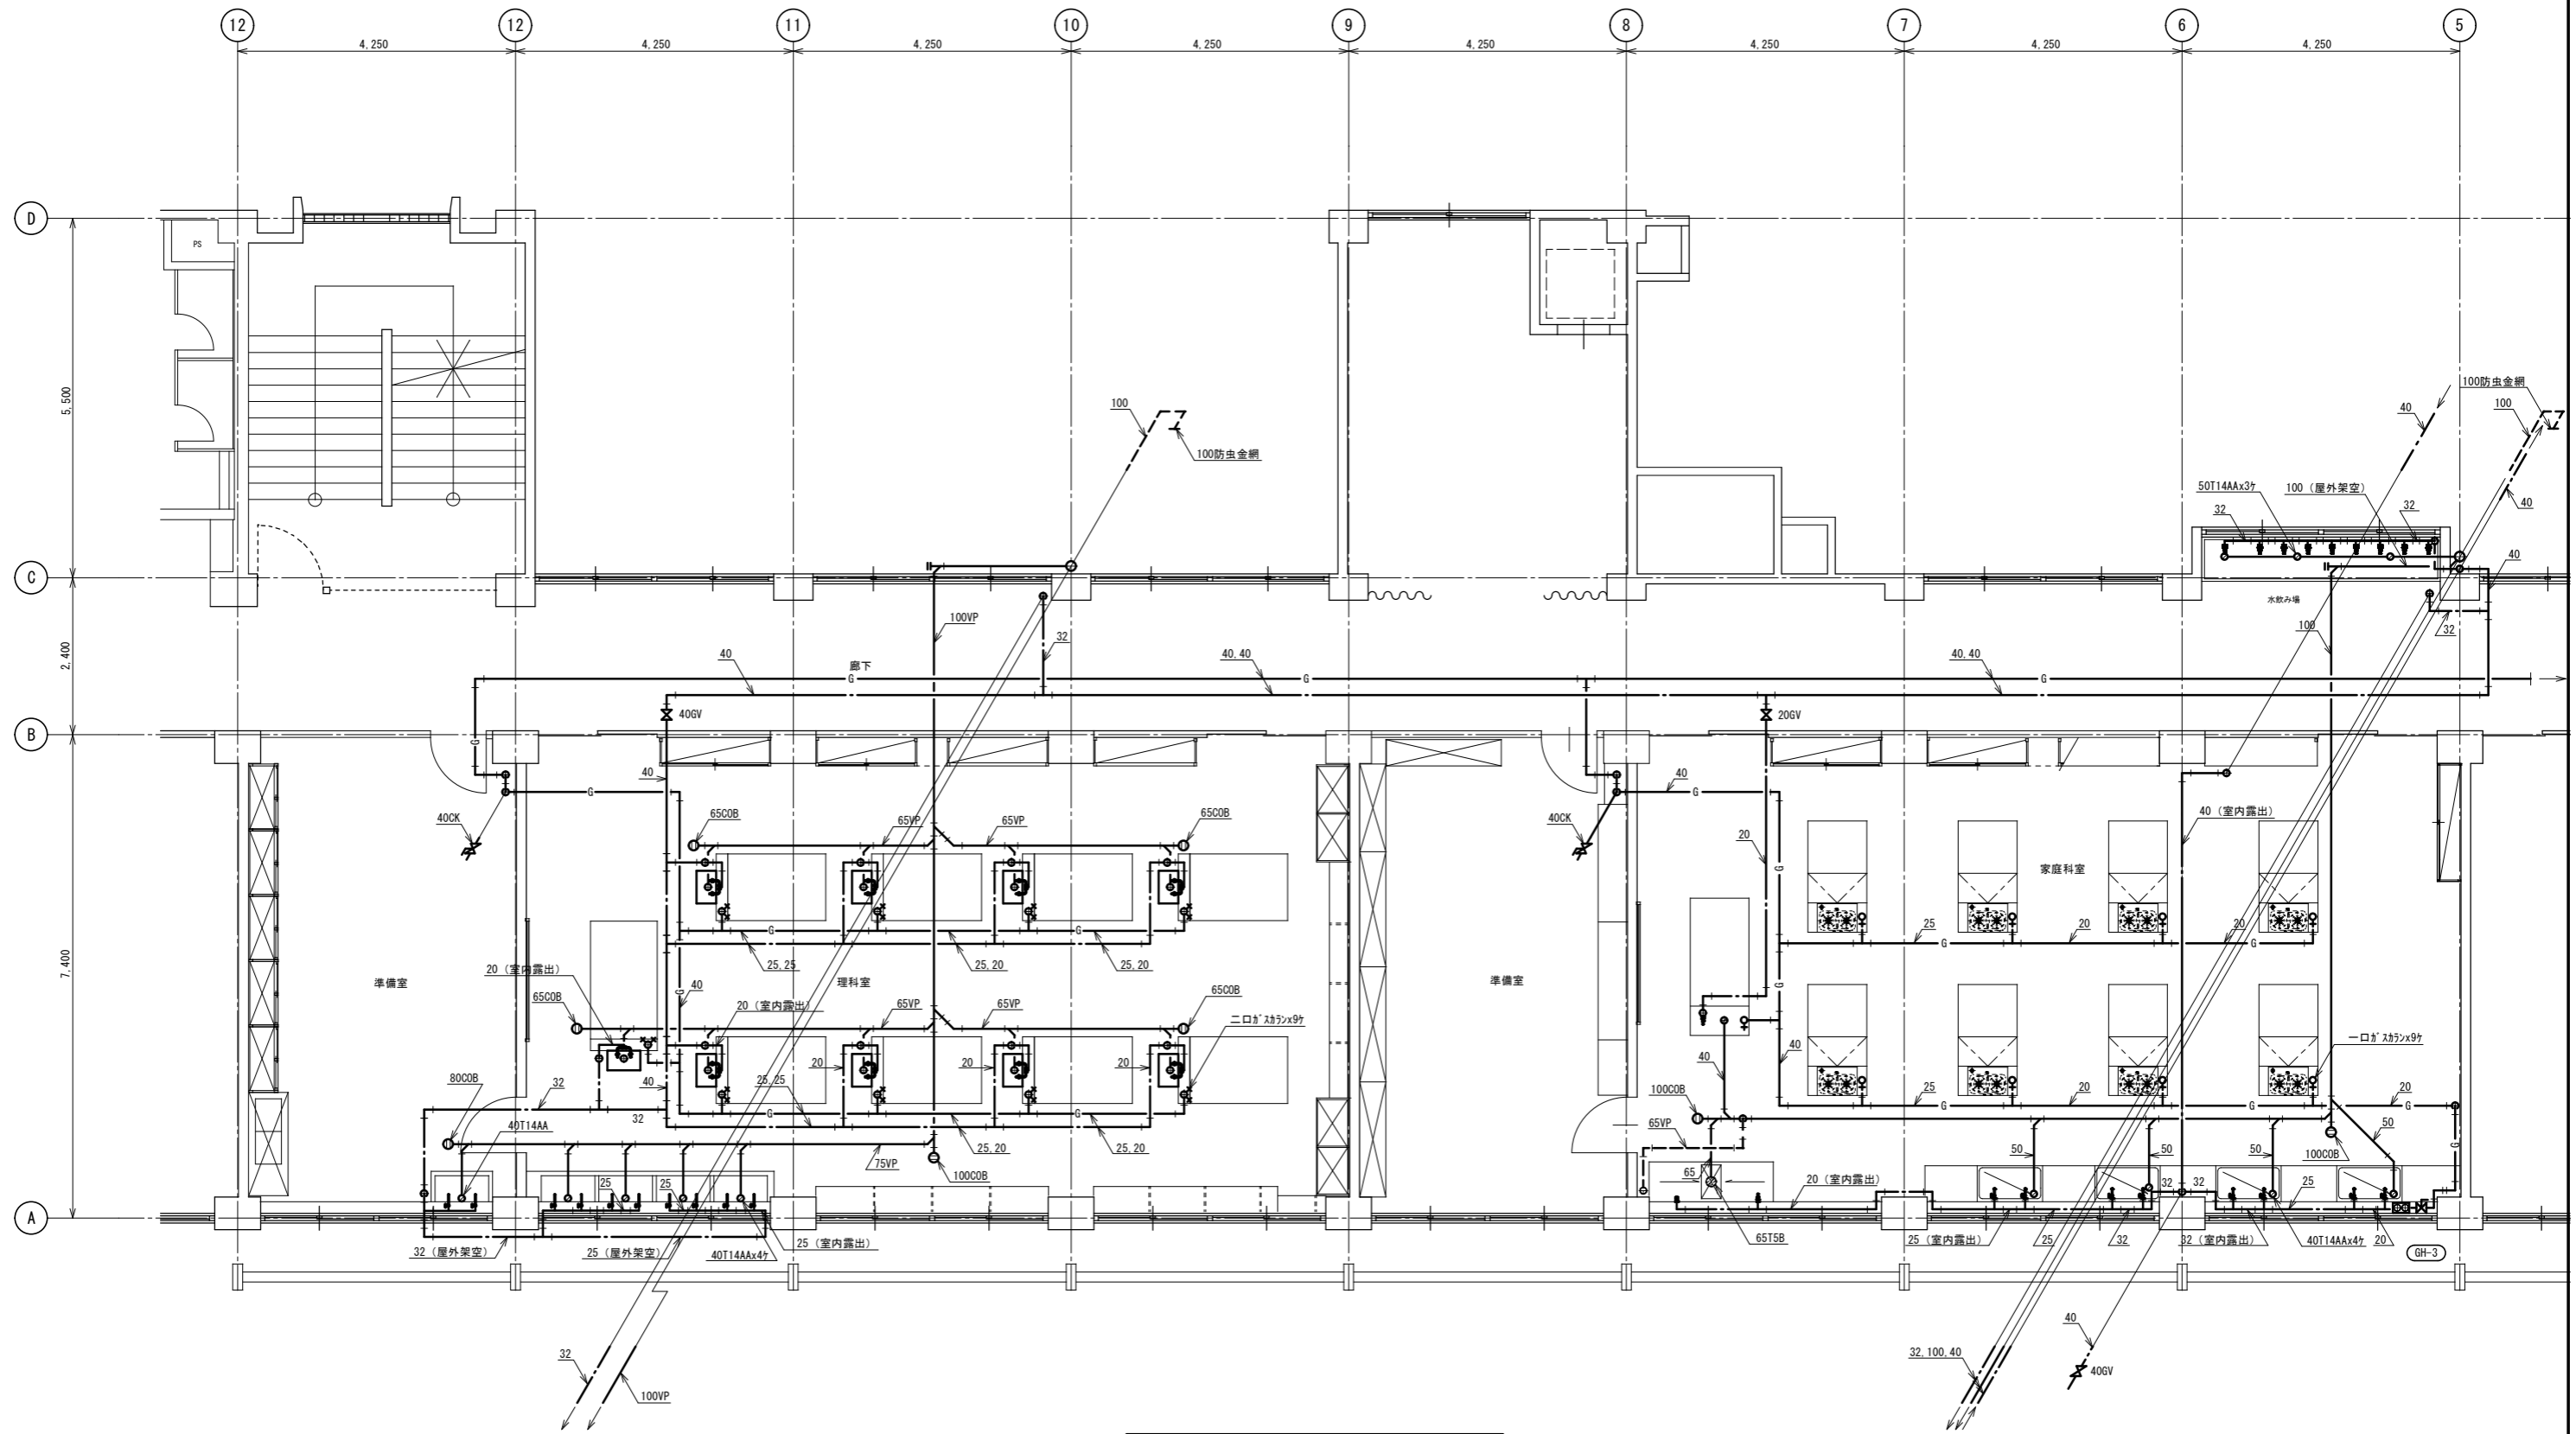 12
12
11
10
9
8
7
6
5
4,250
4,250
4,250
4,250
4,250
4,250
4,250
4,250
D
PS
5,500
100
100防虫金網
100防虫金網
40
100
40
50T14AAx3ケ
100（屋外架空）
32
32
C
40
水飲み場
2,400
100VP
32
100
32
40
廊下
40,40
40,40
G
G
G
40GV
20GV
B
G
40
40
G
G
40CK
65COB
65VP
65VP
65COB
40CK
20
40（室内露出）
G
家庭科室
7,400
G
G
G
25
20
20
G
G
25,25
25,20
25,20
準備室
20（室内露出）
理科室
準備室
G
40
65COB
20（室内露出）
65VP
65VP
65COB
二口ｶﾞｽｶﾗﾝx9ケ
一口ｶﾞｽｶﾗﾝx9ケ
40
40
80COB
32
40
25,25
20
20
20
100COB
25
20
20
G
G
G
G
G
32
40T14AA
65VP
50
50
50
50
25,20
25,20
75VP
100COB
100COB
G
65
25
25
20（室内露出）
32
32
25
A
32（屋外架空）
25（屋外架空）
40T14AAx4ケ
25（室内露出）
65T5B
25（室内露出）
25
32
32（室内露出）
40T14AAx4ケ
20
GH-3
32
100VP
32,100,40
40
40GV